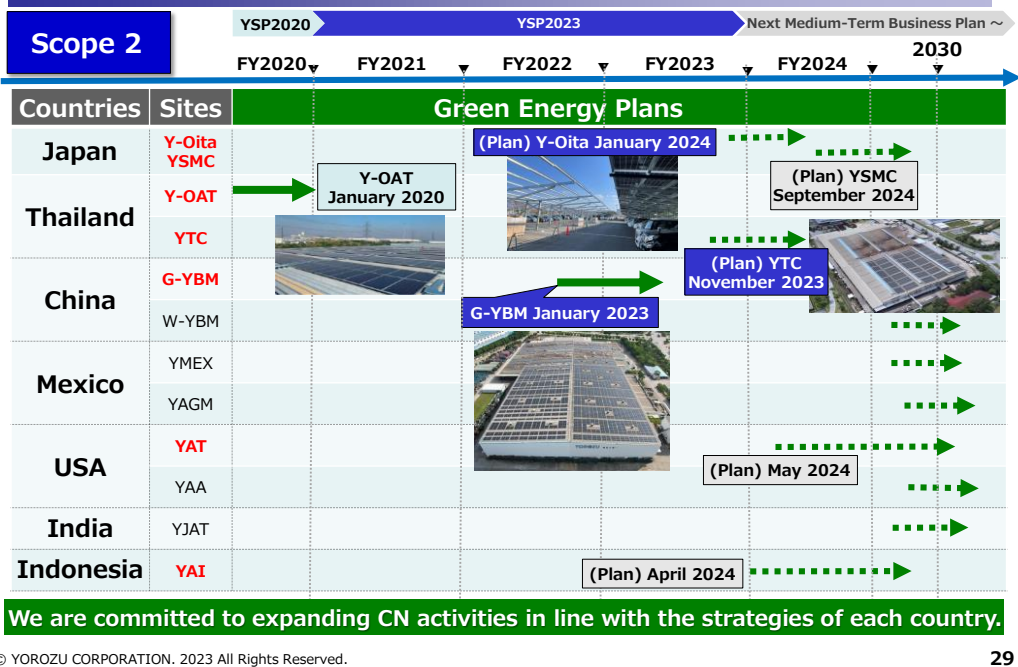 YSP2020
YSP2023
Next Medium-Term Business Plan ~
Scope 2
FY2020
FY2021
FY2022
FY2023
FY2024
2030
Countries
Sites
Green Energy Plans
Japan
Y-Oita
YSMC
(Plan) Y-Oita January 2024
(Plan) YSMC
September 2024
Thailand
Y-OAT
Y-OAT
January 2020
YTC
(Plan) YTC
November 2023
China
G-YBM
G-YBM January 2023
W-YBM
Mexico
YMEX
YAGM
USA
YAT
(Plan) May 2024
YAA
India
YJAT
Indonesia
YAI
(Plan) April 2024
We are committed to expanding CN activities in line with the strategies of each country.
© YOROZU CORPORATION. 2023 All Rights Reserved.
29